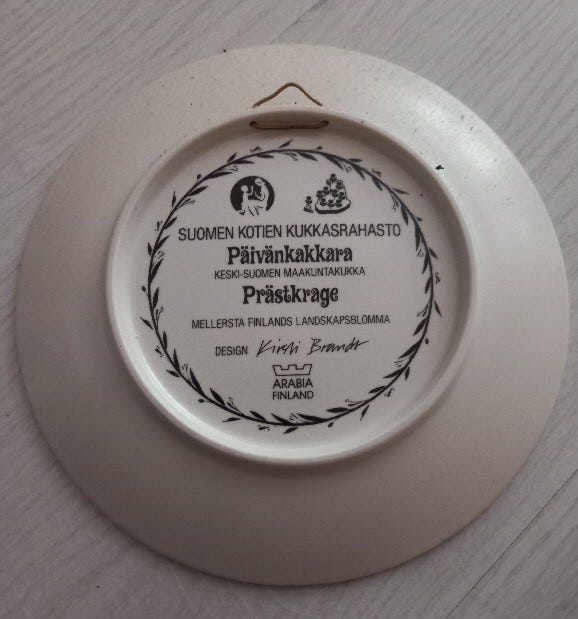 SUOMEN KOTIEN KUKKASRAHASTO
Päivänkakkara
KESKI-SUOMEN MAAKUNTAKUKKA
Prästkrage
MELLERSTA FINLANDS LANDSKAPSBLOMMA
DESIGN Kirsti Brandt
ARABIA
FINLAND